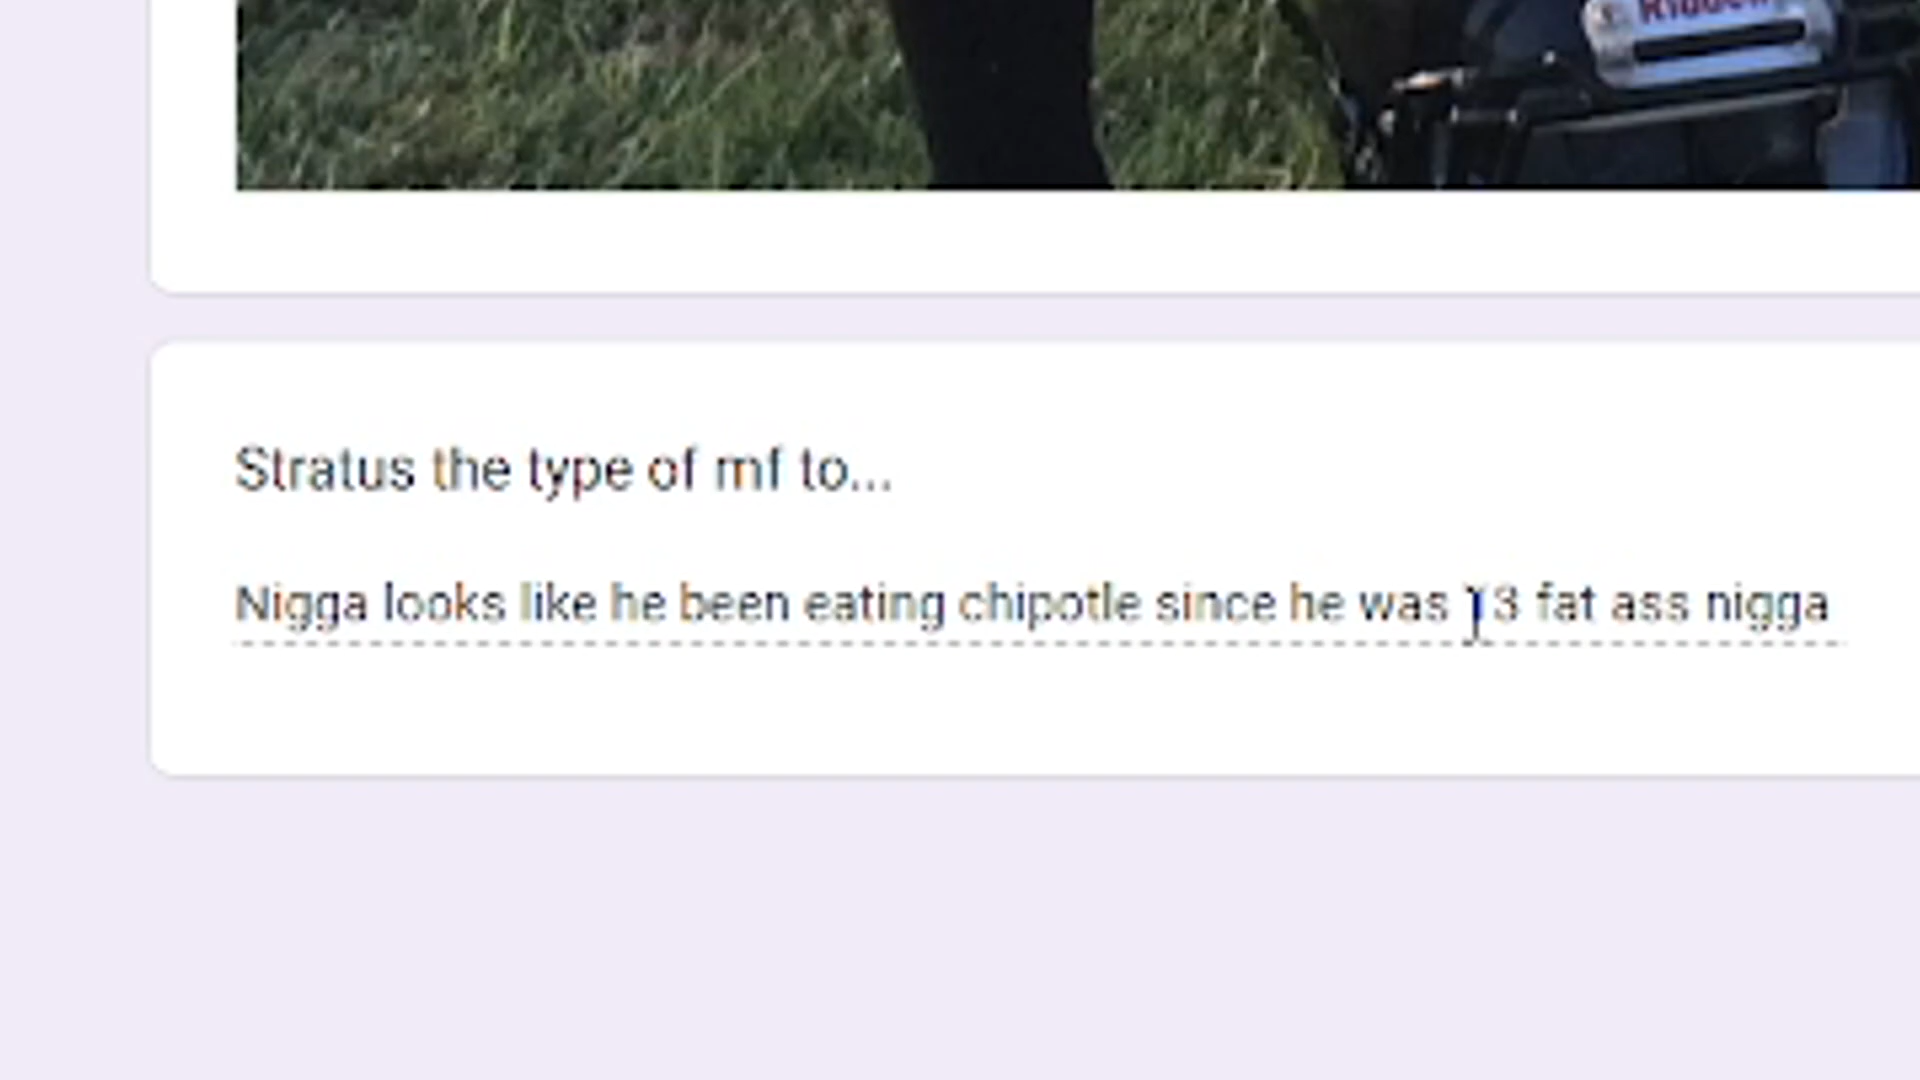 Riddell
Stratus the type of mf to...
Nigga looks like he been eating chipotle since he was 13 fat ass nigga